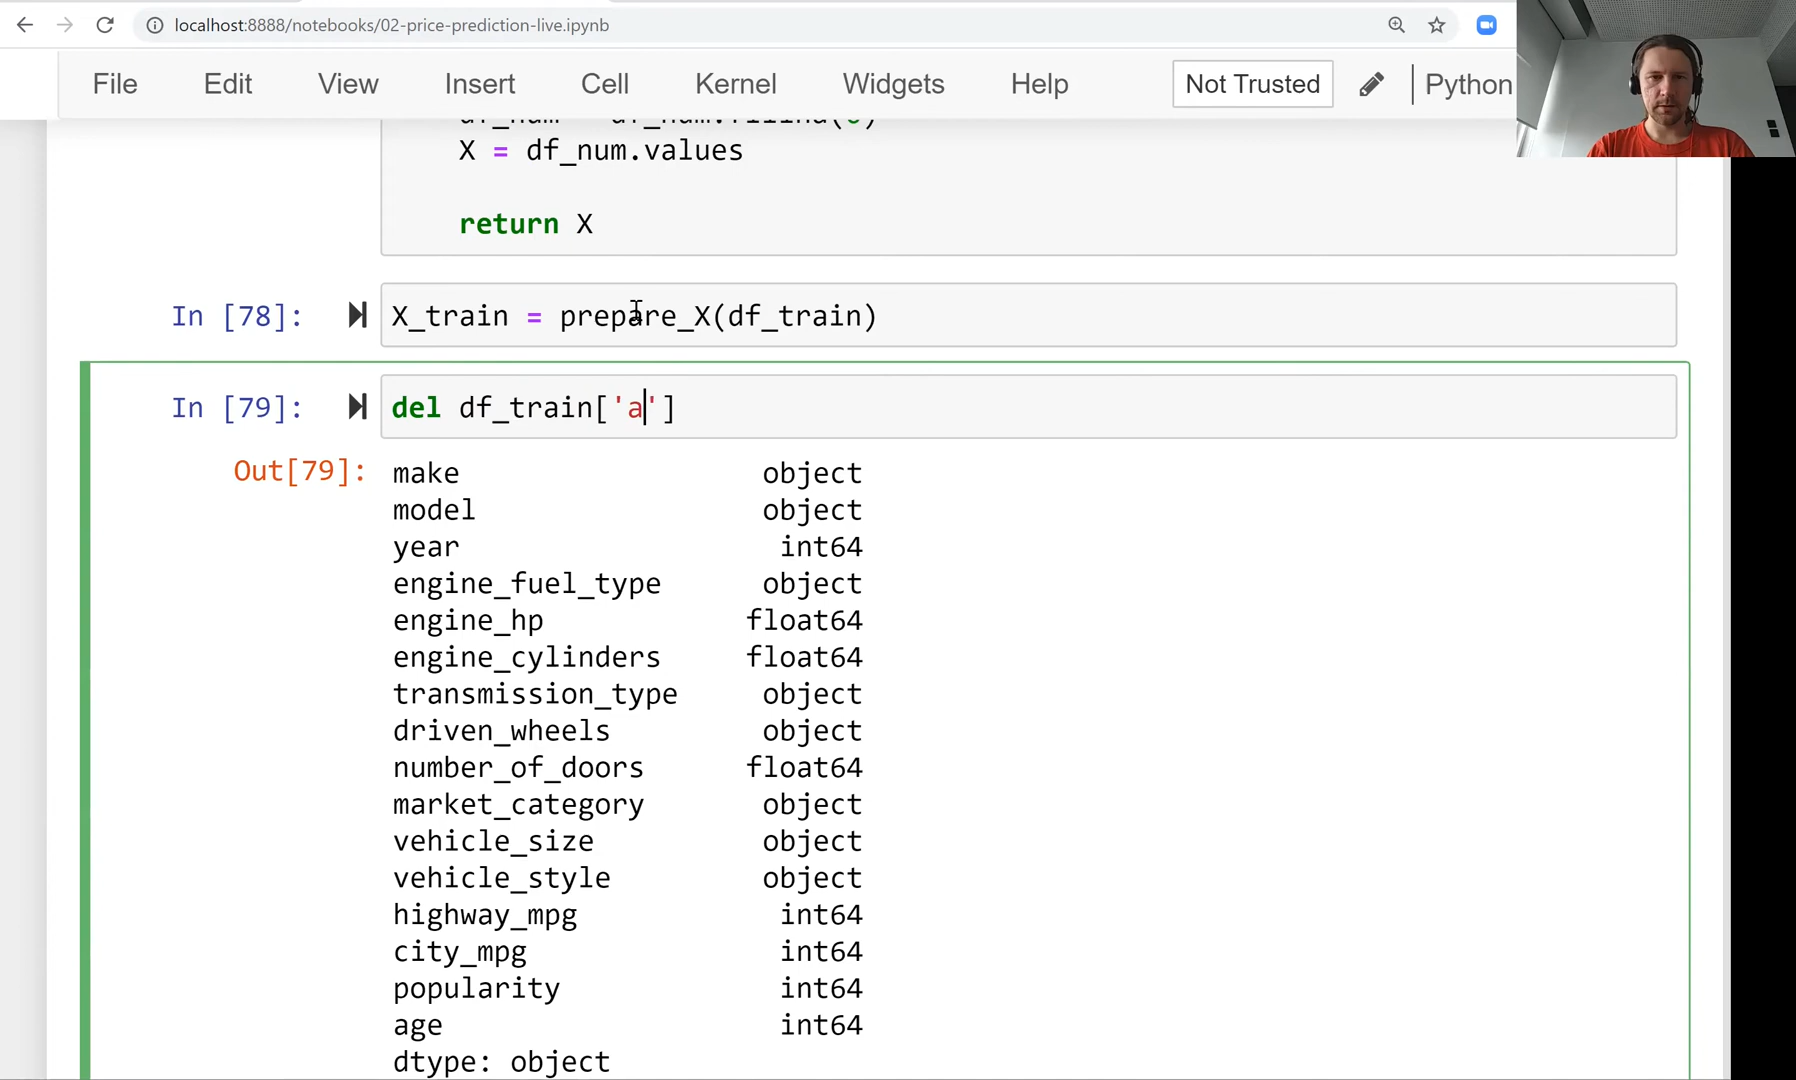 localhost:8888/notebooks/02-price-prediction-live.ipynb
File Edit View Insert Cell Kernel Widgets Help Not Trusted Python
X = df_num.values
return X
In [78]: X_train = prepare_X(df_train)
In [79]: del df_train['a']
Out[79]: make object
model object
year int64
engine_fuel_type object
engine_hp float64
engine_cylinders float64
transmission_type object
driven_wheels object
number_of_doors float64
market_category object
vehicle_size object
vehicle_style object
highway_mpg int64
city_mpg int64
popularity int64
age int64
dtype: object